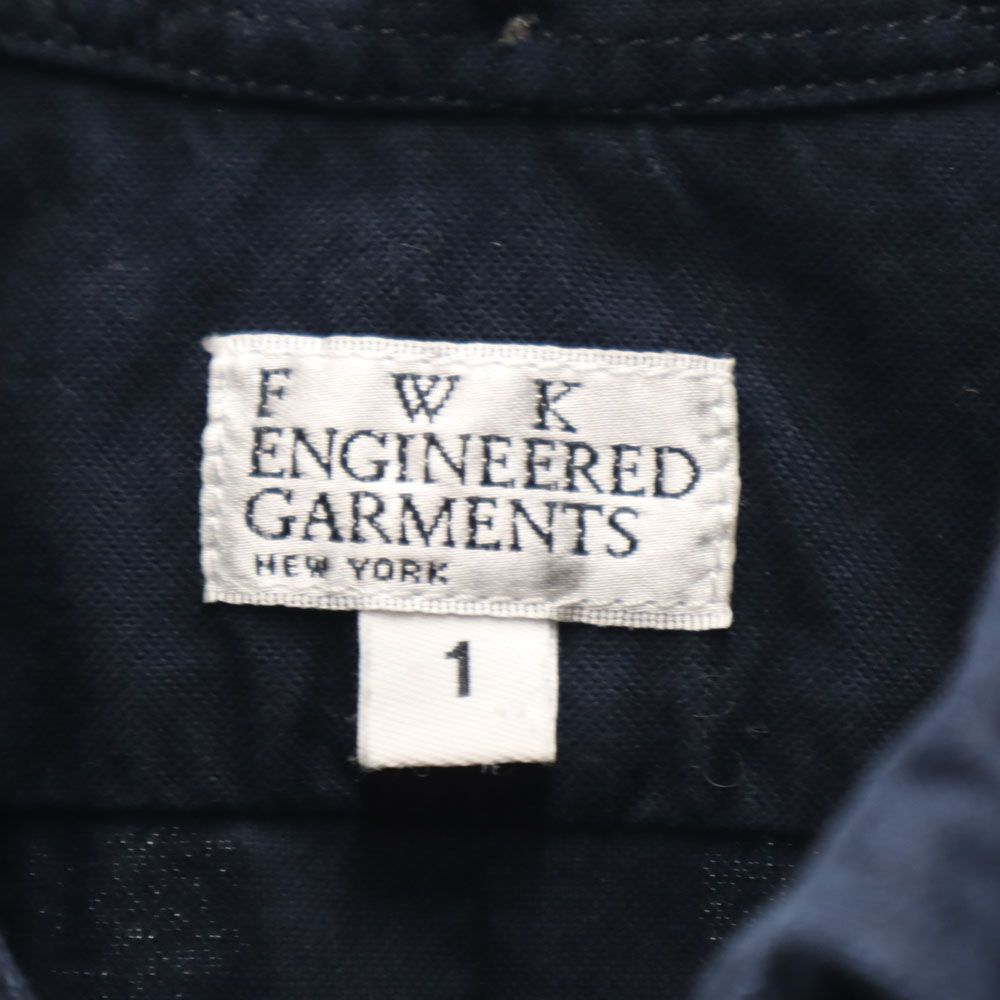 F W K
ENGINEERED
GARMENTS
NEW YORK
1